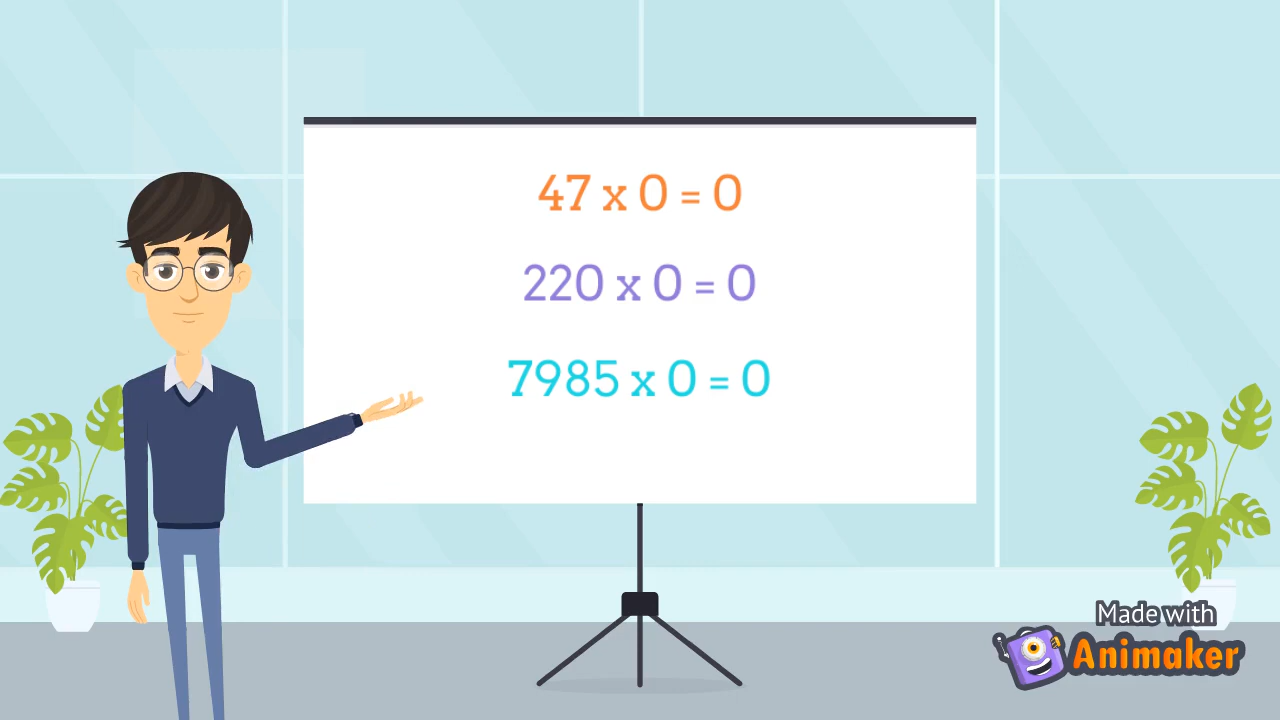 47 x 0 = 0
220 x 0 = 0
7985 x 0 = 0
Made with
Animaker